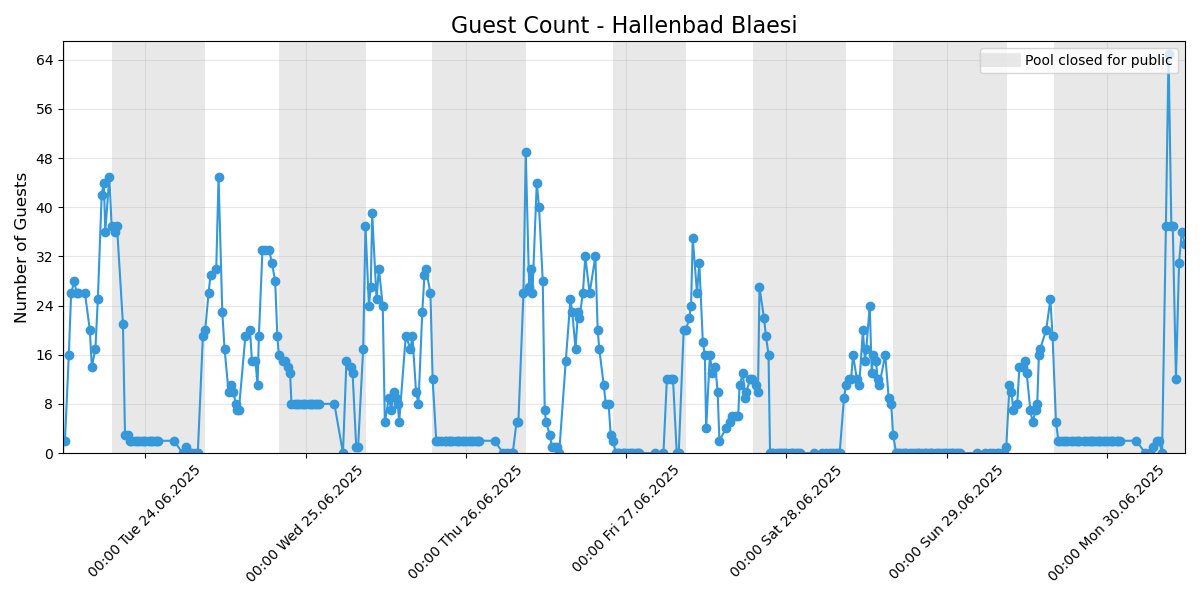 Guest Count - Hallenbad Blaesi
Pool closed for public
Number of Guests
64
56
48
40
32
24
16
8
0
00:00 Tue 24.06.2025
00:00 Wed 25.06.2025
00:00 Thu 26.06.2025
00:00 Fri 27.06.2025
00:00 Sat 28.06.2025
00:00 Sun 29.06.2025
00:00 Mon 30.06.2025